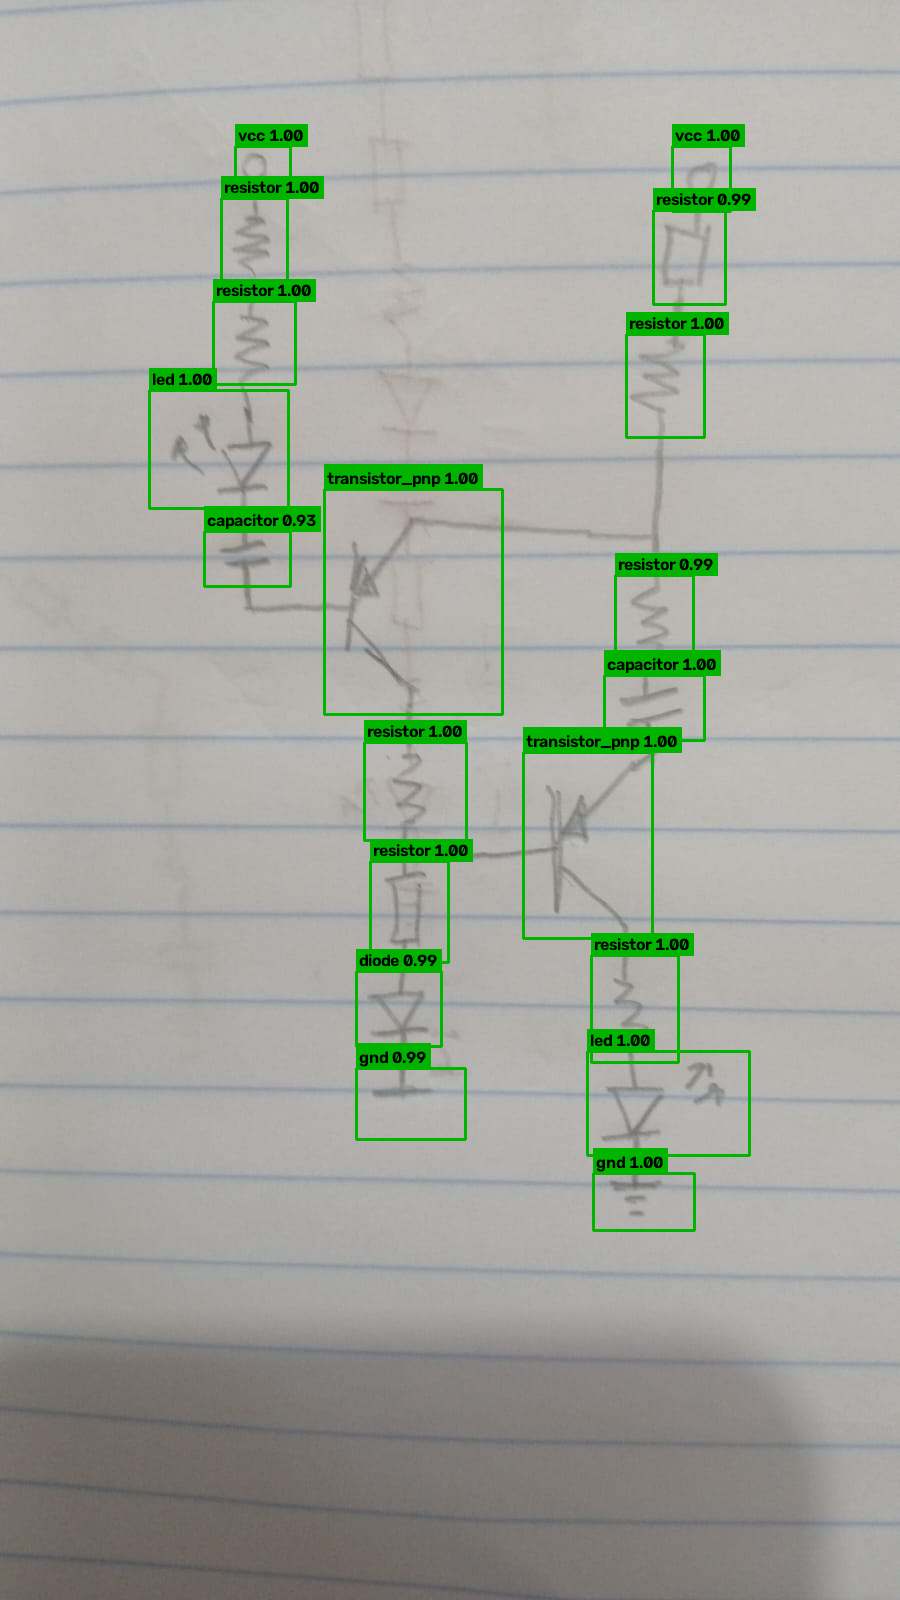 vcc 1.00
vcc 1.00
resistor 1.00
resistor 0.99
resistor 1.00
resistor 1.00
led 1.00
transistor_pnp 1.00
capacitor 0.93
resistor 0.99
capacitor 1.00
resistor 1.00
transistor_pnp 1.00
resistor 1.00
resistor 1.00
diode 0.99
led 1.00
gnd 0.99
gnd 1.00